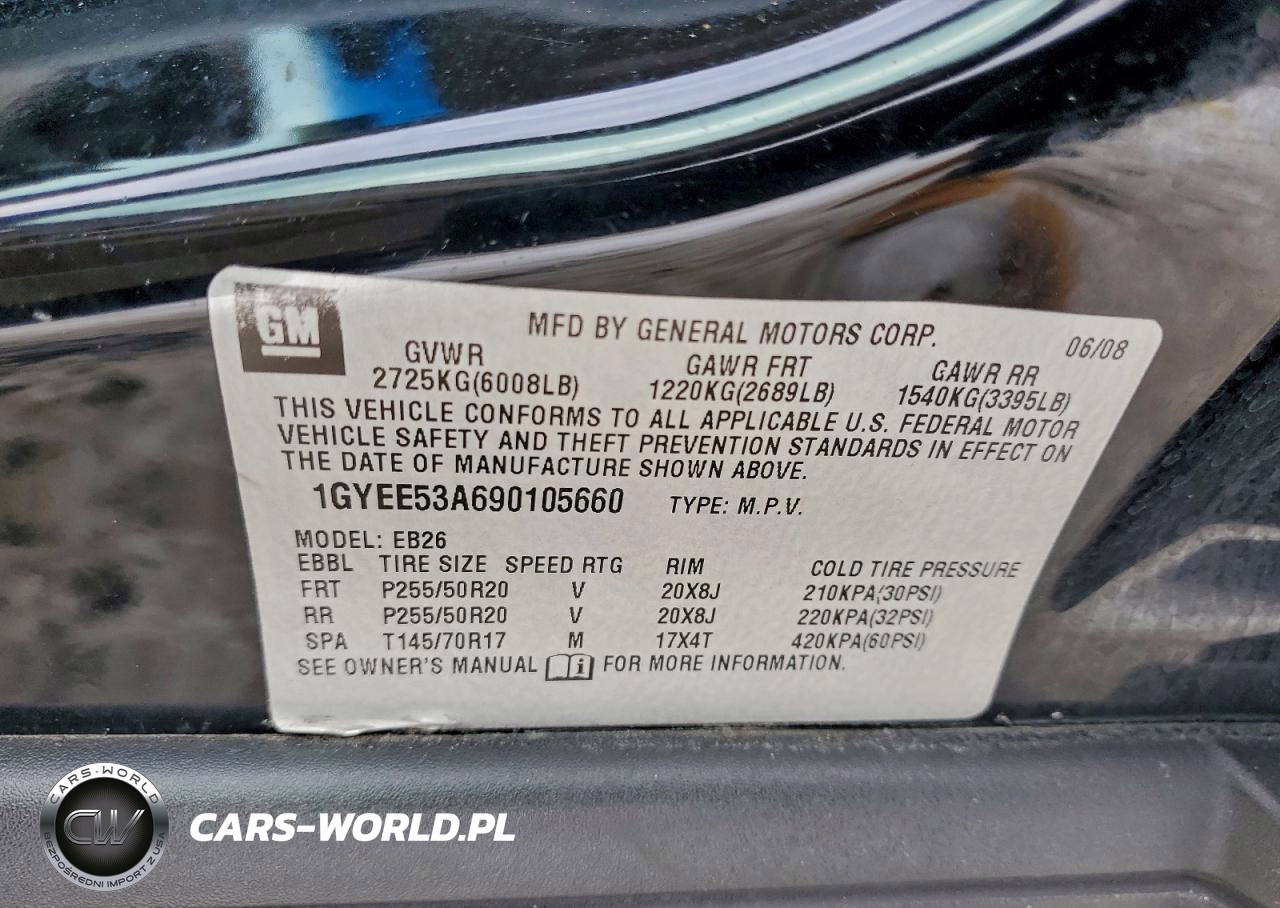 GM
MFD BY GENERAL MOTORS CORP.
06/08
GVWR GAWR FRT GAWR RR
2725KG(6008LB) 1220KG(2689LB) 1540KG(3395LB)
THIS VEHICLE CONFORMS TO ALL APPLICABLE U.S. FEDERAL MOTOR
VEHICLE SAFETY AND THEFT PREVENTION STANDARDS IN EFFECT ON
THE DATE OF MANUFACTURE SHOWN ABOVE.
1GYEE53A690105660 TYPE: M.P.V.
MODEL: EB26
EBBL TIRE SIZE SPEED RTG RIM COLD TIRE PRESSURE
FRT P255/50R20 V 20X8J 210KPA(30PSI)
RR P255/50R20 V 20X8J 220KPA(32PSI)
SPA T145/70R17 M 17X4T 420KPA(60PSI)
SEE OWNER'S MANUAL i FOR MORE INFORMATION.
CARS-WORLD
CW
BEZPOŚREDNI IMPORT Z USA
CARS-WORLD.PL